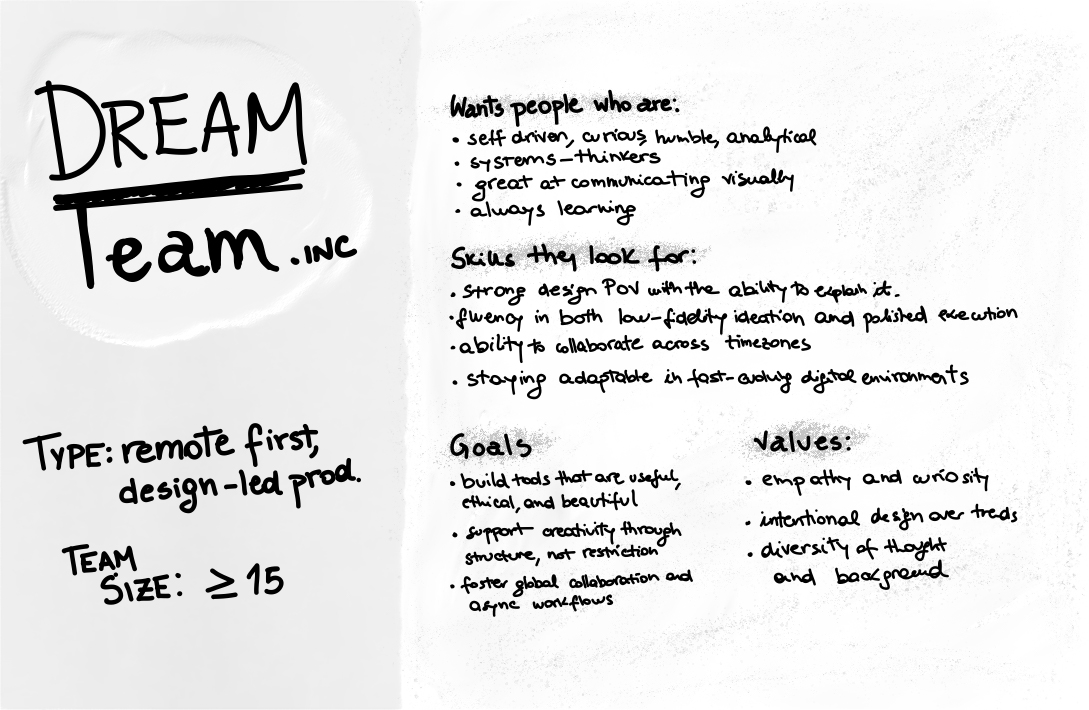 DREAM
Team.INC
TYPE: remote first,
design-led prod.
TEAM
SIZE: ≥ 15
Wants people who are:
• self driven, curious, humble, analytical
• systems-thinkers
• great at communicating visually
• always learning
Skills they look for:
• strong design POV with the ability to explain it.
• fluency in both low-fidelity ideation and polished execution
• ability to collaborate across timezones
• staying adaptable in fast-evolving digital environments
Goals
• build tools that are useful,
ethical, and beautiful
• support creativity through
structure, not restriction
• foster global collaboration and
async workflows
Values:
• empathy and curiosity
• intentional design over treds
• diversity of thought
and background